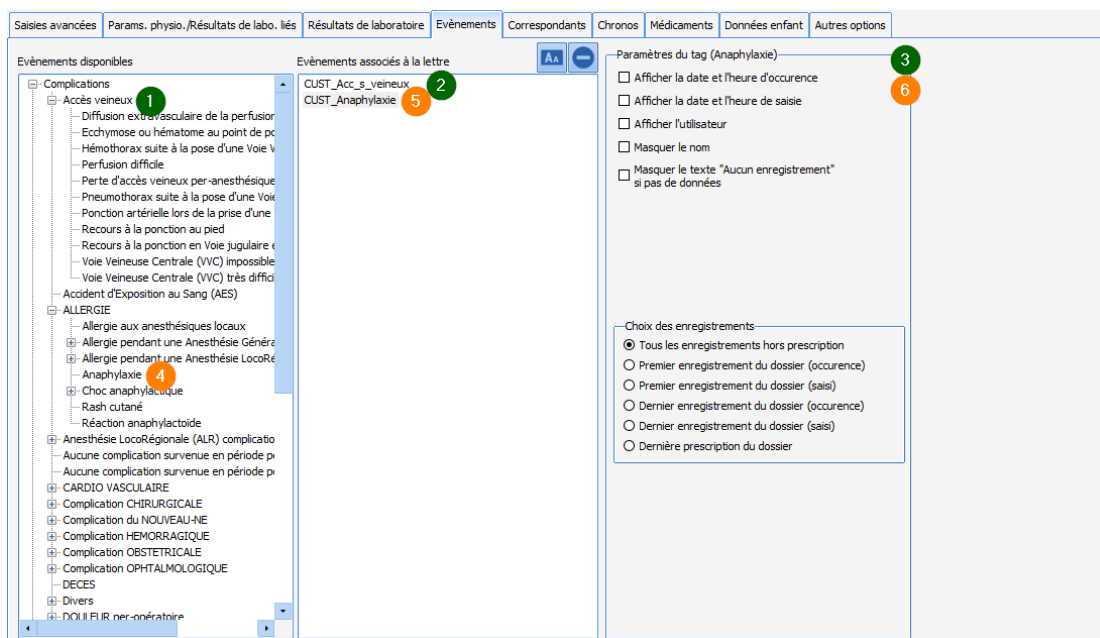 Saisies avancées
Params. physio./Résultats de labo. liés
Résultats de laboratoire
Evènements
Correspondants
Chronos
Médicaments
Données enfant
Autres options
Evènements disponibles
Complications
Accès veineux
1
Diffusion extravasculaire de la perfusior
Ecchymose ou hématome au point de po
Hémothorax suite à la pose d'une Voie V
Perfusion difficile
Perte d'accès veineux per-anesthésique
Pneumothorax suite à la pose d'une Voie
Ponction artérielle lors de la prise d'une
Recours à la ponction au pied
Recours à la ponction en Voie jugulaire e
Voie Veineuse Centrale (VVC) impossible
Voie Veineuse Centrale (VVC) très diffici
Accident d'Exposition au Sang (AES)
ALLERGIE
Allergie aux anesthésiques locaux
Allergie pendant une Anesthésie Généra
Allergie pendant une Anesthésie LocoRé
Anaphylaxie
4
Choc anaphylactique
Rash cutané
Réaction anaphylactoïde
Anesthésie LocoRégionale (ALR) complicatio
Aucune complication survenue en période pe
Aucune complication survenue en période pe
CARDIO VASCULAIRE
Complication CHIRURGICALE
Complication du NOUVEAU-NE
Complication HEMORRAGIQUE
Complication OBSTETRICALE
Complication OPHTALMOLOGIQUE
DECES
Divers
DOULEUR per-opératoire
Evènements associés à la lettre
AA
CUST_Acc_s_veineux
2
CUST_Anaphylaxie
5
Paramètres du tag (Anaphylaxie)
3
Afficher la date et l'heure d'occurence
6
Afficher la date et l'heure de saisie
Afficher l'utilisateur
Masquer le nom
Masquer le texte "Aucun enregistrement"
si pas de données
Choix des enregistrements
Tous les enregistrements hors prescription
Premier enregistrement du dossier (occurence)
Premier enregistrement du dossier (saisi)
Dernier enregistrement du dossier (occurence)
Dernier enregistrement du dossier (saisi)
Dernière prescription du dossier